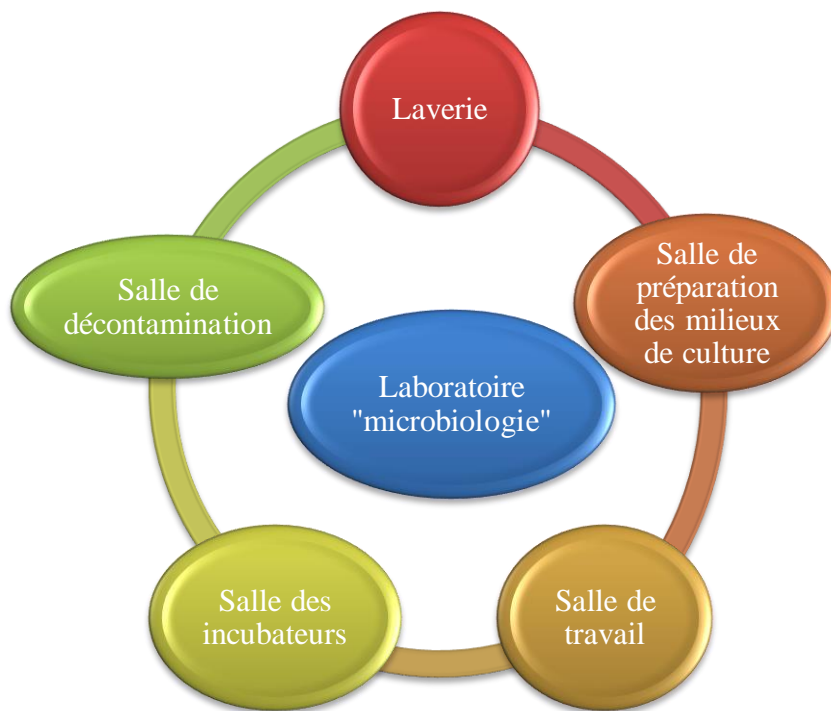 Laverie
Salle de
préparation
des milieux
de culture
Salle de
travail
Salle des
incubateurs
Salle de
décontamination
Laboratoire
"microbiologie"